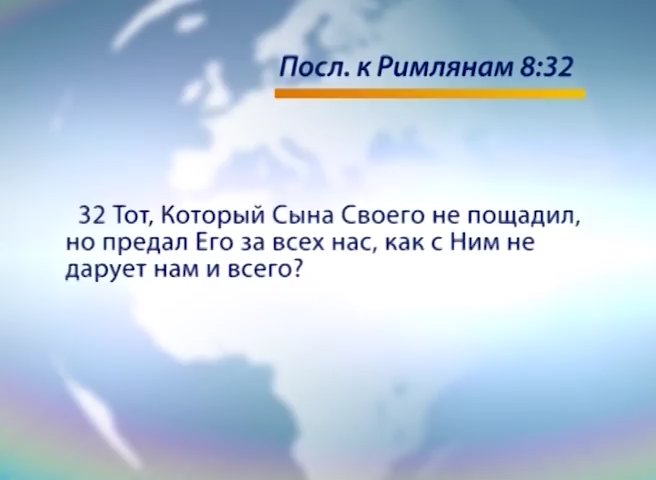 Посл. к Римлянам 8:32
32 Тот, Который Сына Своего не пощадил,
но предал Его за всех нас, как с Ним не
дарует нам и всего?